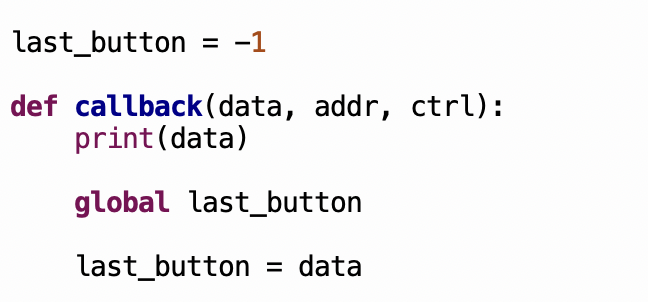 last_button = -1
def callback(data, addr, ctrl):
    print(data)
    global last_button
    last_button = data